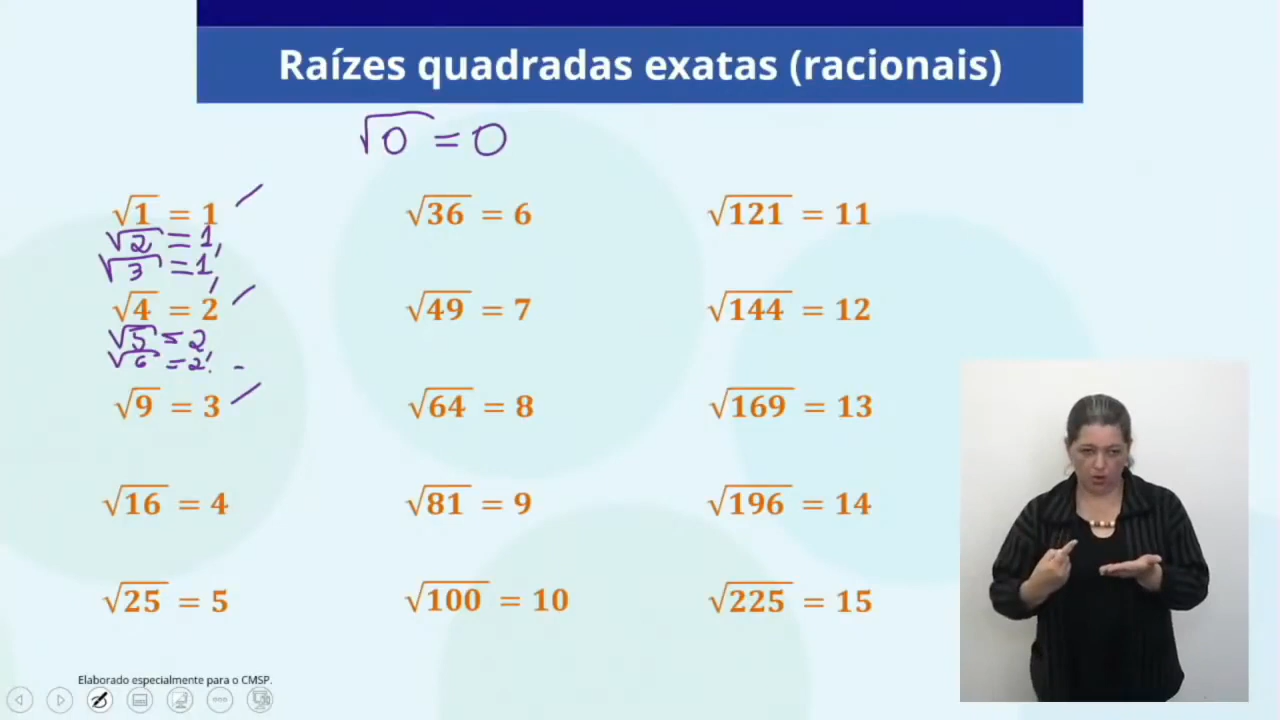 Raízes quadradas exatas (racionais)
√0 = 0
√1 = 1
√2 = 1,
√3 = 1,
√4 = 2
√5 = 2
√6 = 2,
√9 = 3
√16 = 4
√25 = 5
√36 = 6
√49 = 7
√64 = 8
√81 = 9
√100 = 10
√121 = 11
√144 = 12
√169 = 13
√196 = 14
√225 = 15
Elaborado especialmente para o CMSP.